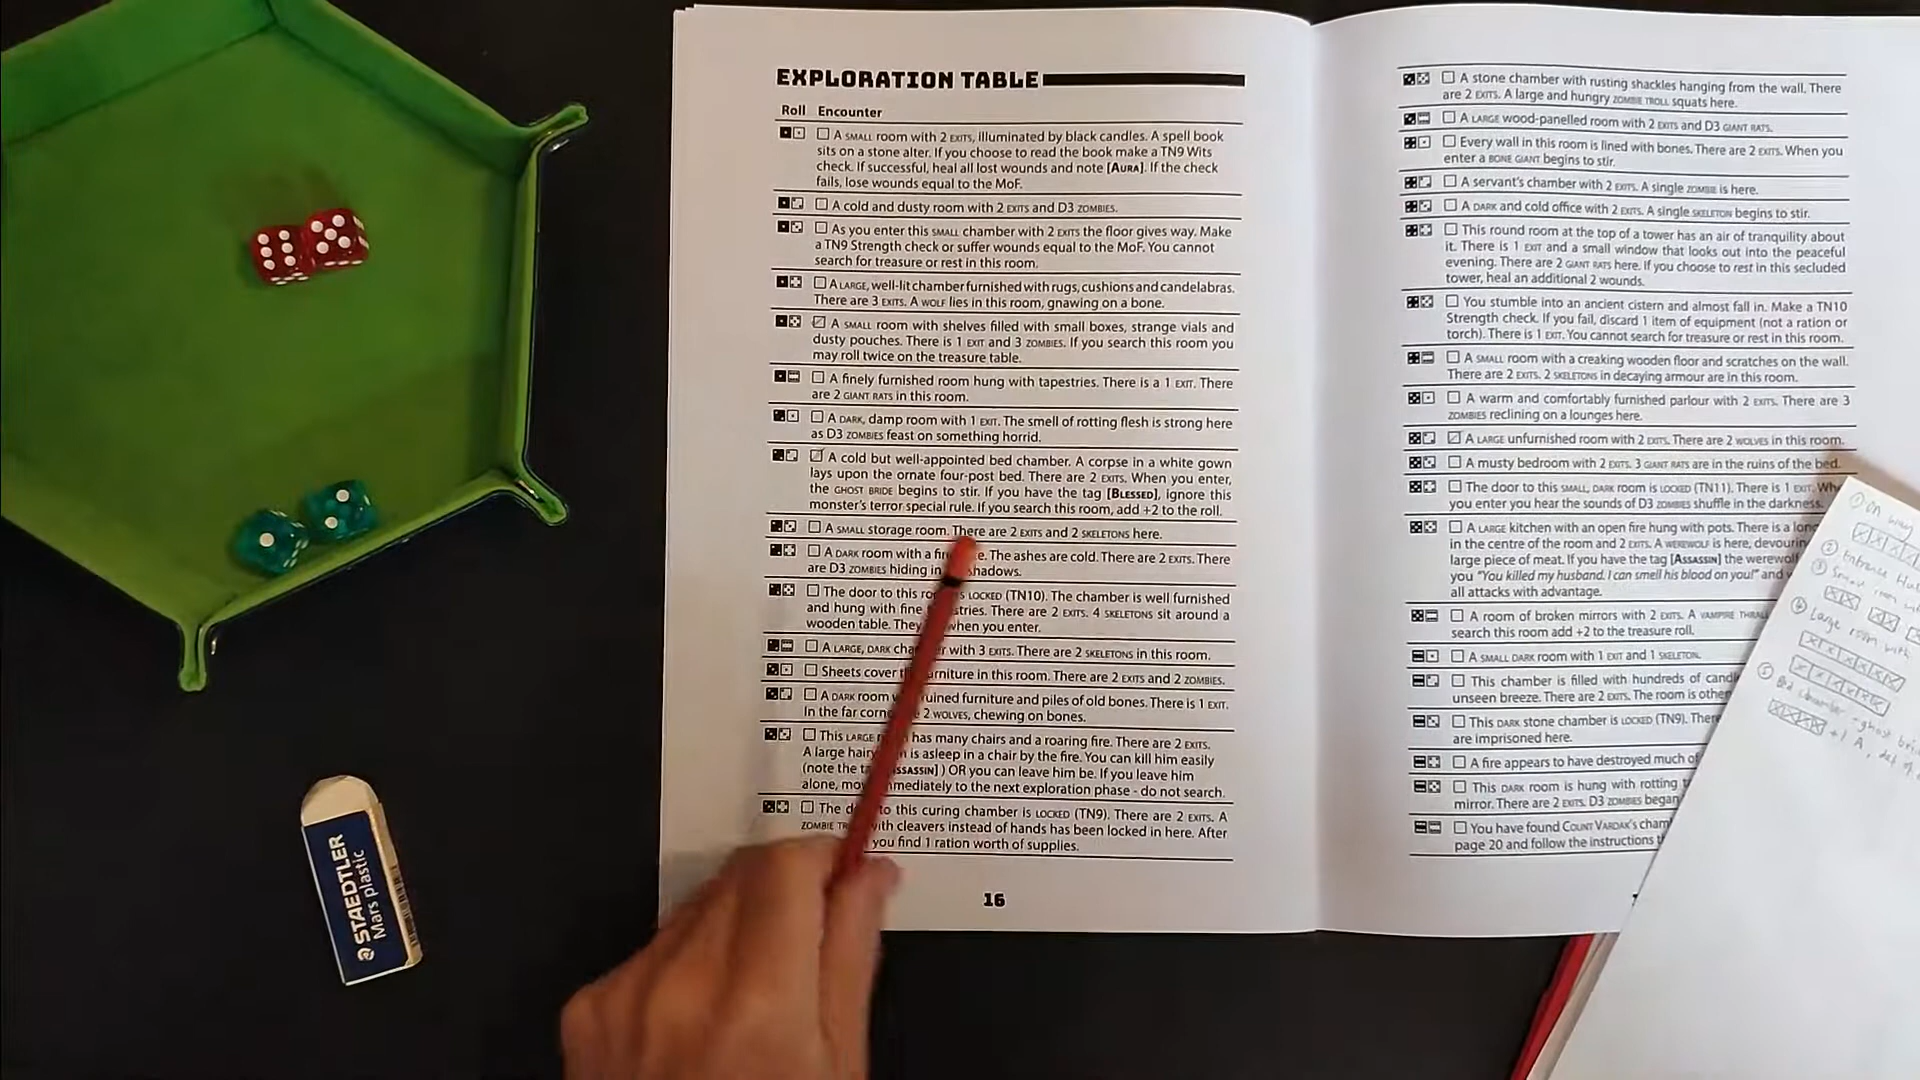 EXPLORATION TABLE
Roll Encounter
A SMALL room with 2 EXITS, illuminated by black candles. A spell book
sits on a stone alter. If you choose to read the book make a TN9 Wits
check. If successful, heal all lost wounds and note [AURA]. If the check
fails, lose wounds equal to the MoF.
A cold and dusty room with 2 EXITS and D3 ZOMBIES.
As you enter this SMALL chamber with 2 EXITS the floor gives way. Make
a TN9 Strength check or suffer wounds equal to the MoF. You cannot
search for treasure or rest in this room.
A LARGE, well-lit chamber furnished with rugs, cushions and candelabras.
There are 3 EXITS. A WOLF lies in this room, gnawing on a bone.
A SMALL room with shelves filled with small boxes, strange vials and
dusty pouches. There is 1 EXIT and 3 ZOMBIES. If you search this room you
may roll twice on the treasure table.
A finely furnished room hung with tapestries. There is a 1 EXIT. There
are 2 GIANT RATS in this room.
A DARK, damp room with 1 EXIT. The smell of rotting flesh is strong here
as D3 ZOMBIES feast on something horrid.
A cold but well-appointed bed chamber. A corpse in a white gown
lays upon the ornate four-post bed. There are 2 EXITS. When you enter,
the GHOST BRIDE begins to stir. If you have the tag [BLESSED], ignore this
monster's terror special rule. If you search this room, add +2 to the roll.
A SMALL storage room. There are 2 EXITS and 2 SKELETONS here.
A DARK room with a fire. The ashes are cold. There are 2 EXITS. There
are D3 ZOMBIES hiding in shadows.
The door to this LOCKED (TN10). The chamber is well furnished
and hung with fine There are 2 EXITS. 4 SKELETONS sit around a
wooden table. They when you enter.
A LARGE, DARK with 3 EXITS. There are 2 SKELETONS in this room.
Sheets cover furniture in this room. There are 2 EXITS and 2 ZOMBIES.
A DARK room ruined furniture and piles of old bones. There is 1 EXIT.
In the far 2 WOLVES, chewing on bones.
This LARGE has many chairs and a roaring fire. There are 2 EXITS.
A large hairy is asleep in a chair by the fire. You can kill him easily
(note the ASSASSIN]) OR you can leave him be. If you leave him
alone, immediately to the next exploration phase - do not search.
The to this curing chamber is LOCKED (TN9). There are 2 EXITS. A
ZOMBIE with cleavers instead of hands has been locked in here. After
you find 1 ration worth of supplies.
16
A stone chamber with rusting shackles hanging from the wall. There
are 2 EXITS. A large and hungry ZOMBIE TROLL squats here.
A LARGE wood-panelled room with 2 EXITS and D3 GIANT RATS.
Every wall in this room is lined with bones. There are 2 EXITS. When you
enter a BONE GIANT begins to stir.
A servant's chamber with 2 EXITS. A single ZOMBIE is here.
A DARK and cold office with 2 EXITS. A single SKELETON begins to stir.
This round room at the top of a tower has an air of tranquility about
it. There is 1 EXIT and a small window that looks out into the peaceful
evening. There are 2 GIANT RATS here. If you choose to rest in this secluded
tower, heal an additional 2 wounds.
You stumble into an ancient cistern and almost fall in. Make a TN10
Strength check. If you fail, discard 1 item of equipment (not a ration or
torch). There is 1 EXIT. You cannot search for treasure or rest in this room.
A SMALL room with a creaking wooden floor and scratches on the wall.
There are 2 EXITS. 2 SKELETONS in decaying armour are in this room.
A warm and comfortably furnished parlour with 2 EXITS. There are 3
ZOMBIES reclining on a lounges here.
A LARGE unfurnished room with 2 EXITS. There are 2 WOLVES in this room.
A musty bedroom with 2 EXITS. 3 GIANT RATS are in the ruins of the bed.
The door to this SMALL, DARK room is LOCKED (TN11). There is 1 EXIT.
you enter you hear the sounds of D3 ZOMBIES shuffle in the darkness.
A LARGE kitchen with an open fire hung with pots. There is a
in the centre of the room and 2 EXITS. A WEREWOLF is here,
large piece of meat. If you have the tag [ASSASSIN] the
you "You killed my husband. I can smell his blood on you!" and
all attacks with advantage.
A room of broken mirrors with 2 EXITS. A VAMPIRE
search this room add +2 to the treasure roll.
A SMALL DARK room with 1 EXIT and 1 SKELETON.
This chamber is filled with hundreds of
unseen breeze. There are 2 EXITS. The room is
This DARK stone chamber is LOCKED (TN9).
are imprisoned here.
A fire appears to have destroyed much of
This DARK room is hung with rotting
mirror. There are 2 EXITS. D3 ZOMBIES
You have found COUNT VARDAK'S
page 20 and follow the instructions
① On way
② Entrance
③ Small room
④ Large room with
⑤ Bed chamber - ghost
+1 A,
STAEDTLER
Mars plastic